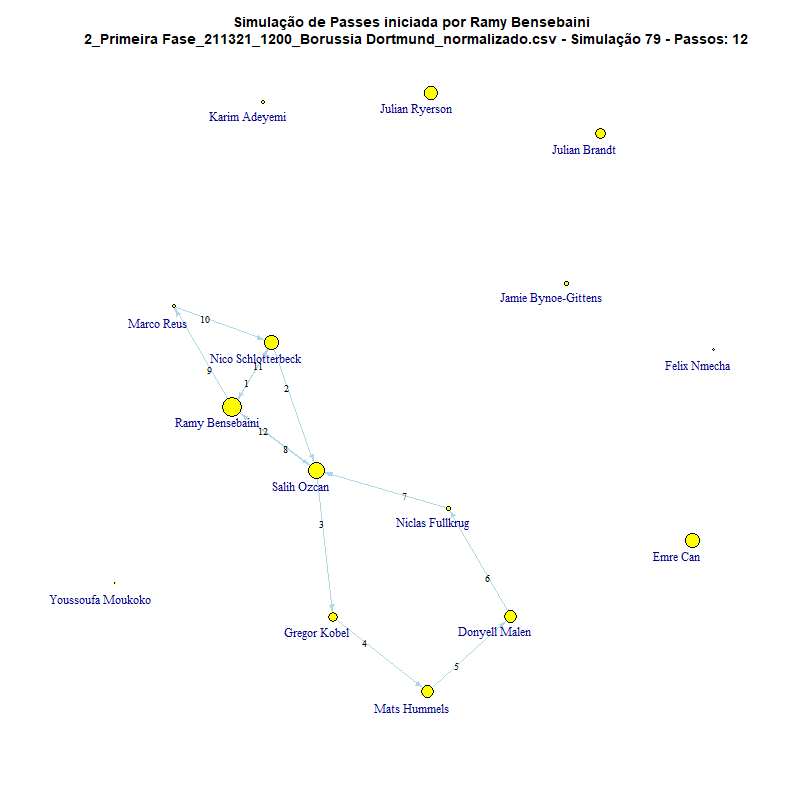 Simulação de Passes iniciada por Ramy Bensebaini
2_Primeira Fase_211321_1200_Borussia Dortmund_normalizado.csv - Simulação 79 - Passos: 12
Karim Adeyemi
Julian Ryerson
Julian Brandt
Jamie Bynoe-Gittens
Marco Reus
10
Nico Schlotterbeck
11
Felix Nmecha
9
1
2
Ramy Bensebaini
12
8
Salih Ozcan
7
3
Niclas Fullkrug
Emre Can
6
Youssoufa Moukoko
Gregor Kobel
Donyell Malen
4
5
Mats Hummels